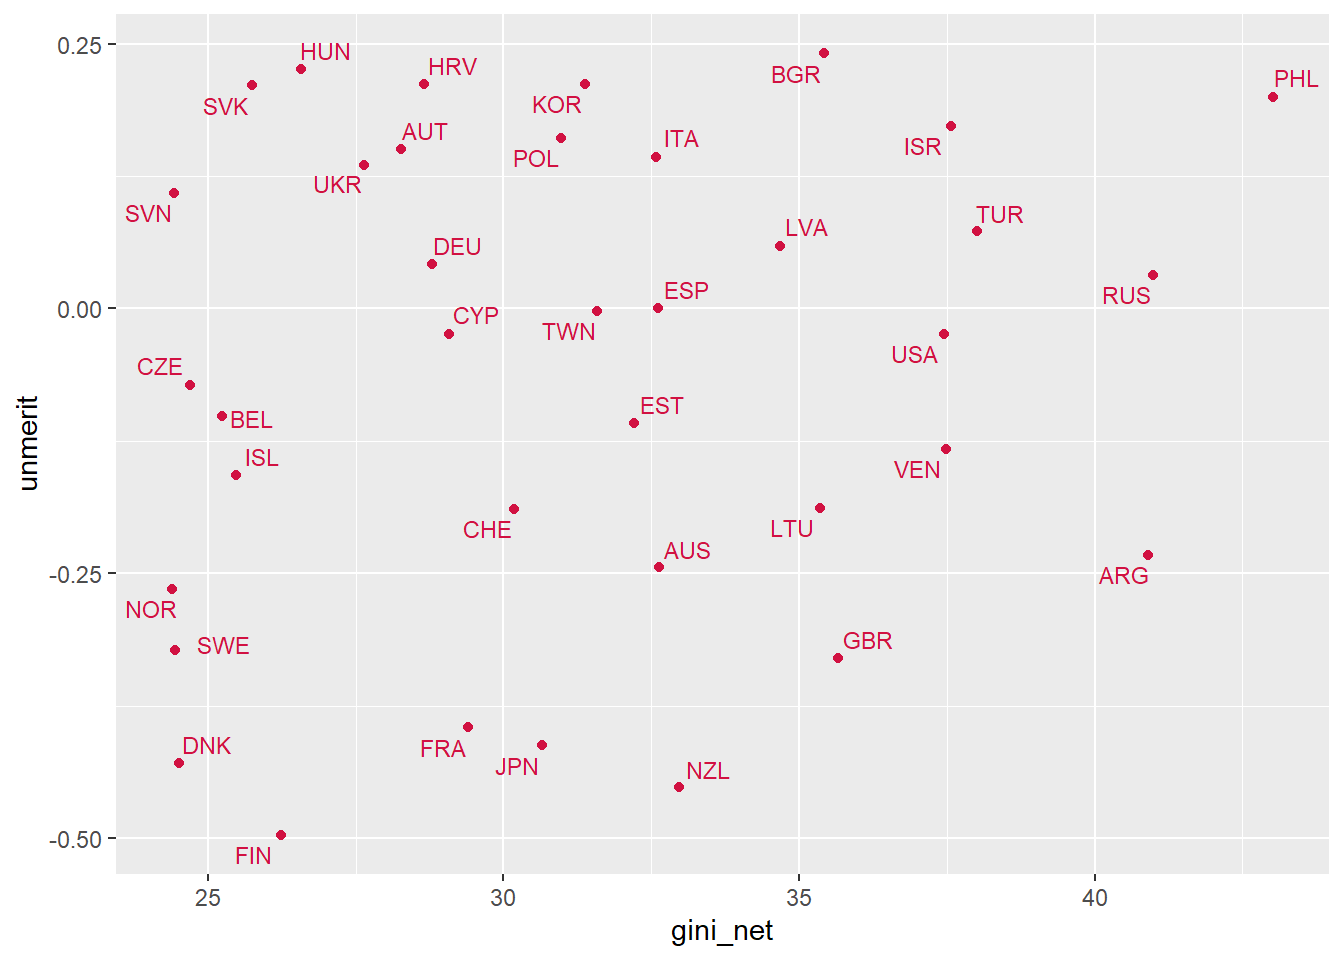 0.25
HUN
HRV
BGR
PHL
SVK
KOR
AUT
ITA
ISR
POL
UKR
SVN
TUR
LVA
DEU
ESP
RUS
0.00
CYP
TWN
USA
CZE
EST
BEL
ISL
VEN
CHE
LTU
AUS
-0.25
ARG
NOR
SWE
GBR
DNK
FRA
JPN
NZL
-0.50
FIN
unmerit
25 30 35 40
gini_net